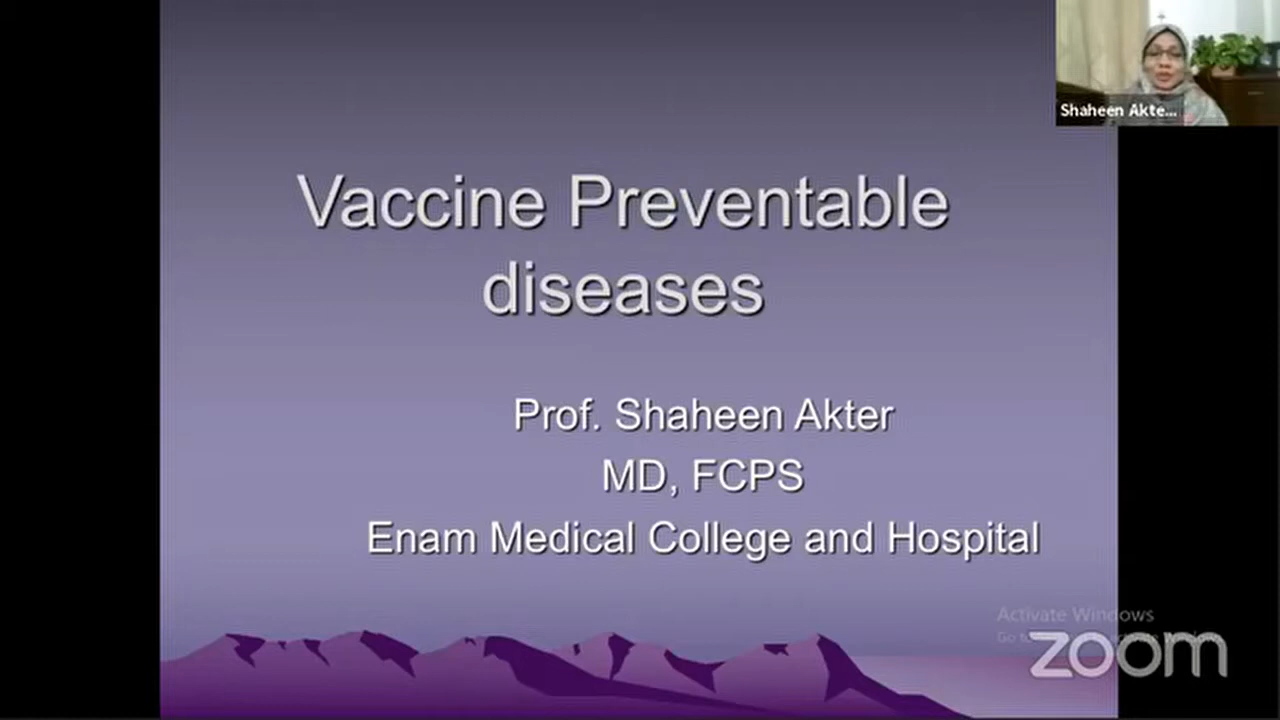 Shaheen Akte...
Vaccine Preventable
diseases
Prof. Shaheen Akter
MD, FCPS
Enam Medical College and Hospital
Activate Windows
zoom